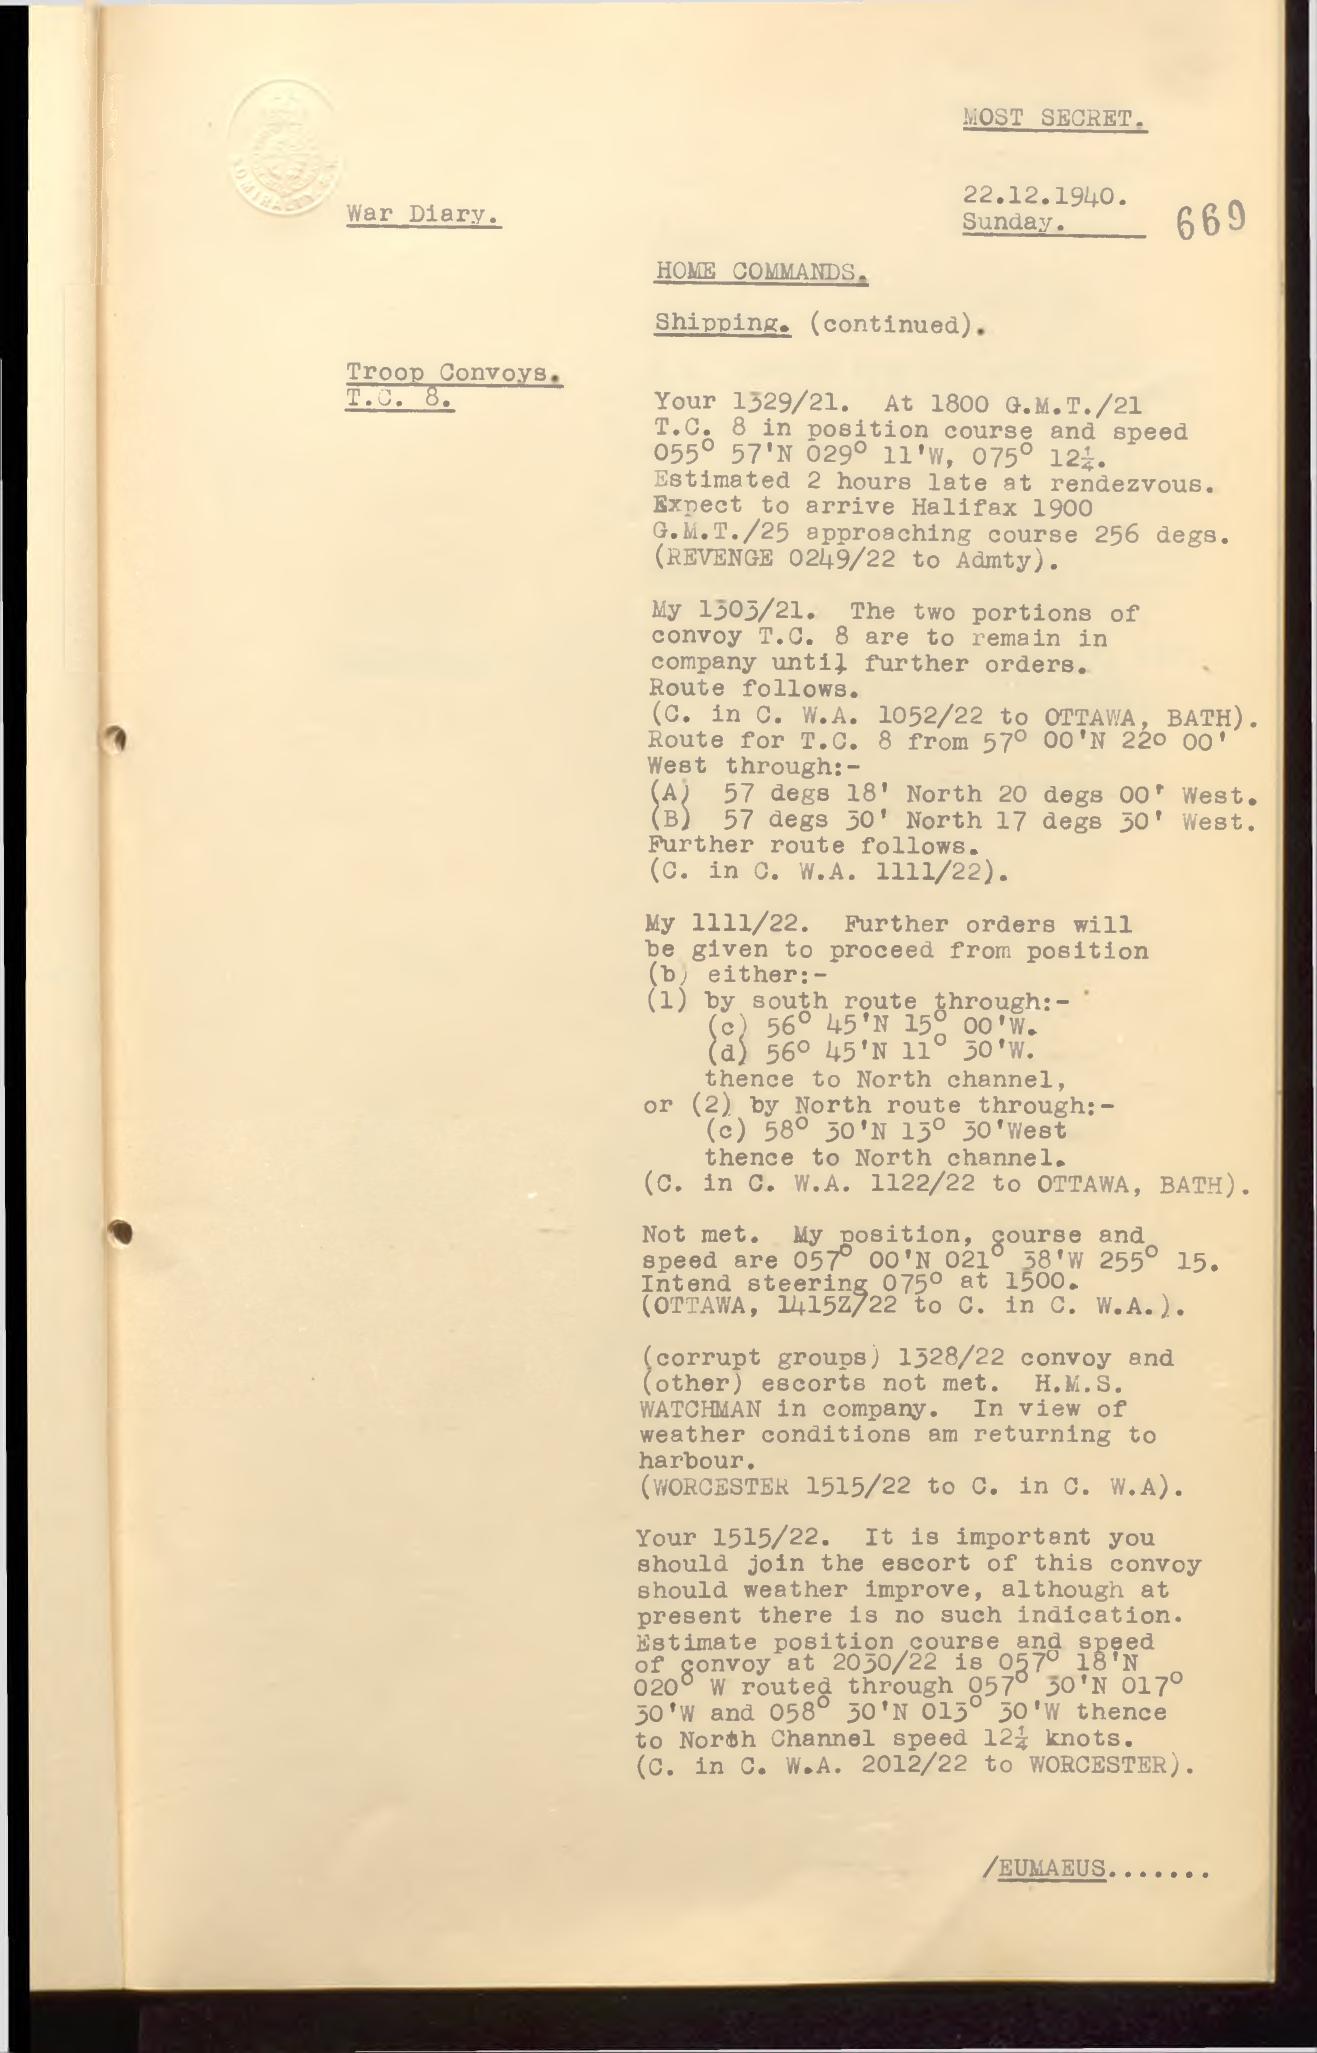 MOST SECRET.
22.12.1940.
Sunday.
669
War Diary.
HOME COMMANDS.
Shipping. (continued).
Troop Convoys.
T.C. 8.
Your 1329/21. At 1800 G.M.T./21
T.C. 8 in position course and speed
055° 57'N 029° 11'W, 075° 12¼.
Estimated 2 hours late at rendezvous.
Expect to arrive Halifax 1900
G.M.T./25 approaching course 256 degs.
(REVENGE 0249/22 to Admty).
My 1303/21. The two portions of
convoy T.C. 8 are to remain in
company until further orders.
Route follows.
(C. in C. W.A. 1052/22 to OTTAWA, BATH).
Route for T.C. 8 from 57° 00'N 22o 00'
West through:-
(A) 57 degs 18' North 20 degs 00' West.
(B) 57 degs 30' North 17 degs 30' West.
Further route follows.
(C. in C. W.A. 1111/22).
My 1111/22. Further orders will
be given to proceed from position
(b) either:-
(1) by south route through:-
(c) 56° 45'N 15° 00'W.
(d) 56° 45'N 11° 30'W.
thence to North channel,
or (2) by North route through:-
(c) 58° 30'N 13° 30'West
thence to North channel.
(C. in C. W.A. 1122/22 to OTTAWA, BATH).
Not met. My position, course and
speed are 057° 00'N 021° 38'W 255° 15.
Intend steering 075° at 1500.
(OTTAWA, 1415Z/22 to C. in C. W.A.).
(corrupt groups) 1328/22 convoy and
(other) escorts not met. H.M.S.
WATCHMAN in company. In view of
weather conditions am returning to
harbour.
(WORCESTER 1515/22 to C. in C. W.A).
Your 1515/22. It is important you
should join the escort of this convoy
should weather improve, although at
present there is no such indication.
Estimate position course and speed
of convoy at 2030/22 is 057° 18'N
020° W routed through 057° 30'N 017°
30'W and 058° 30'N 013° 30'W thence
to North Channel speed 12¼ knots.
(C. in C. W.A. 2012/22 to WORCESTER).
/EUMAEUS.......